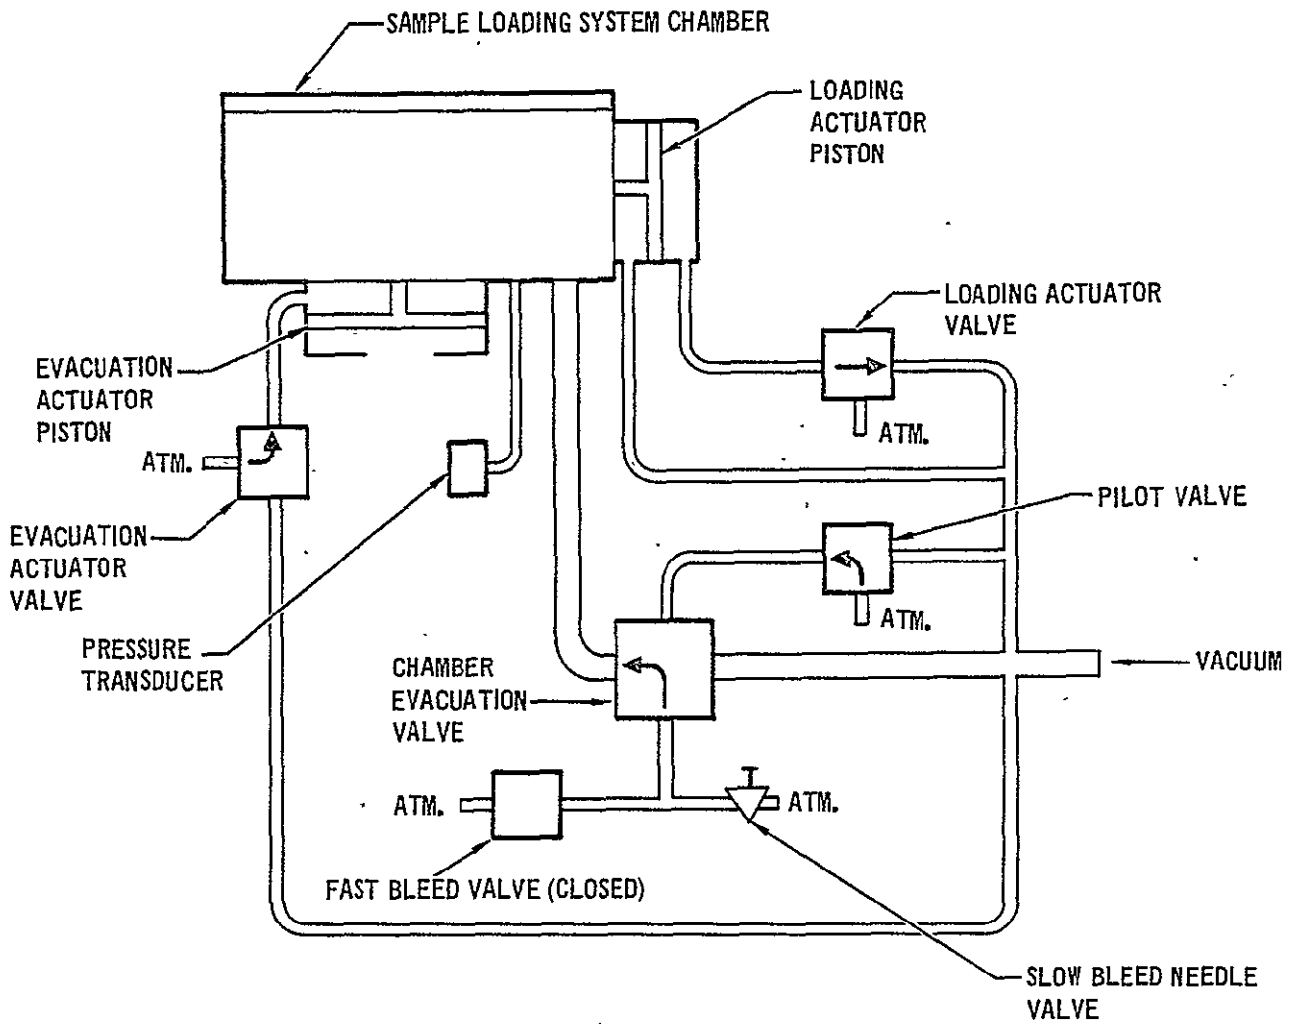 SAMPLE LOADING SYSTEM CHAMBER
LOADING
ACTUATOR
PISTON
LOADING ACTUATOR
VALVE
EVACUATION
ACTUATOR
PISTON
ATM.
ATM.
PILOT VALVE
EVACUATION
ACTUATOR
VALVE
ATM.
PRESSURE
TRANSDUCER
CHAMBER
EVACUATION
VALVE
VACUUM
ATM.
ATM.
FAST BLEED VALVE (CLOSED)
SLOW BLEED NEEDLE
VALVE